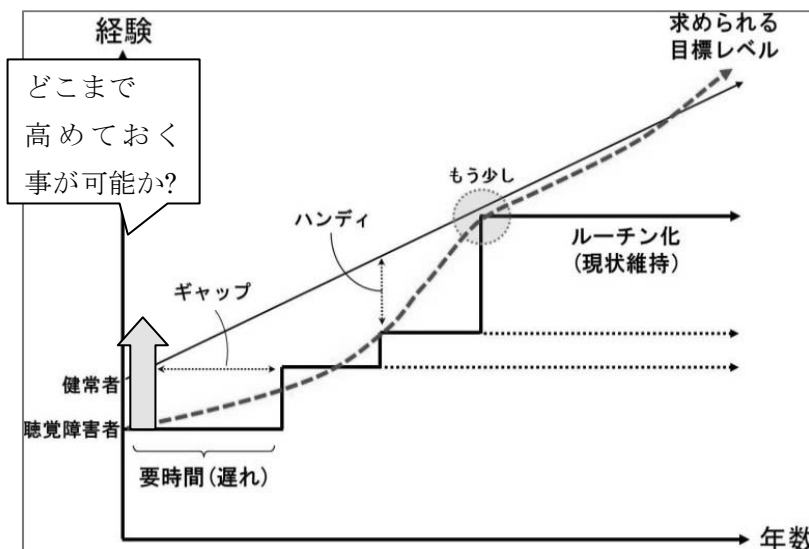 経験
求められる
目標レベル
どこまで
高めておく
事が可能か?
もう少し
ハンディ
ルーチン化
(現状維持)
ギャップ
健常者
聴覚障害者
要時間(遅れ)
年数